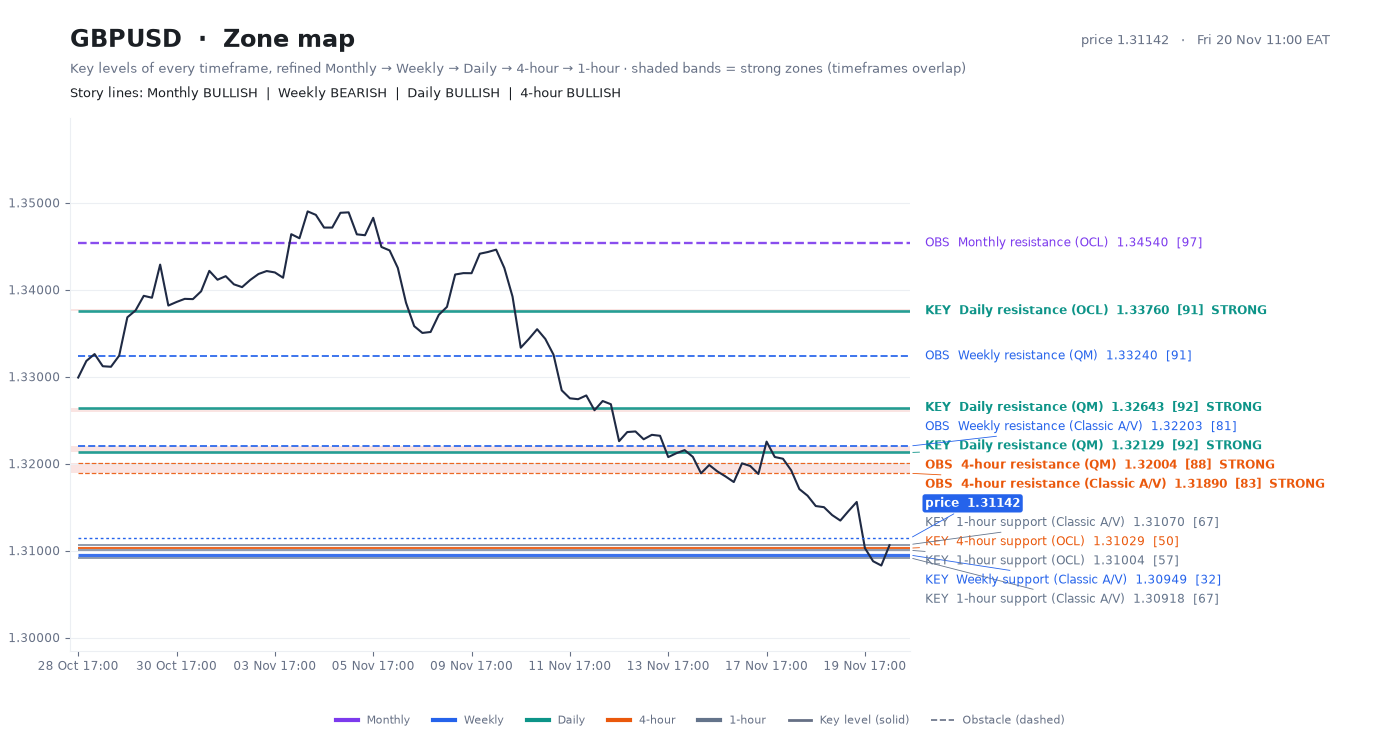 GBPUSD · Zone map
price 1.31142 · Fri 20 Nov 11:00 EAT
Key levels of every timeframe, refined Monthly → Weekly → Daily → 4-hour → 1-hour · shaded bands = strong zones (timeframes overlap)
Story lines: Monthly BULLISH | Weekly BEARISH | Daily BULLISH | 4-hour BULLISH
1.35000
1.34000
1.33000
1.32000
1.31000
1.30000
OBS Monthly resistance (OCL) 1.34540 [97]
KEY Daily resistance (OCL) 1.33760 [91] STRONG
OBS Weekly resistance (QM) 1.33240 [91]
KEY Daily resistance (QM) 1.32643 [92] STRONG
OBS Weekly resistance (Classic A/V) 1.32203 [81]
KEY Daily resistance (QM) 1.32129 [92] STRONG
OBS 4-hour resistance (QM) 1.32004 [88] STRONG
OBS 4-hour resistance (Classic A/V) 1.31890 [83] STRONG
price 1.31142
KEY 1-hour support (Classic A/V) 1.31070 [67]
KEY 4-hour support (OCL) 1.31029 [50]
KEY 1-hour support (OCL) 1.31004 [57]
KEY Weekly support (Classic A/V) 1.30949 [32]
KEY 1-hour support (Classic A/V) 1.30918 [67]
28 Oct 17:00 30 Oct 17:00 03 Nov 17:00 05 Nov 17:00 09 Nov 17:00 11 Nov 17:00 13 Nov 17:00 17 Nov 17:00 19 Nov 17:00
Monthly Weekly Daily 4-hour 1-hour Key level (solid) Obstacle (dashed)